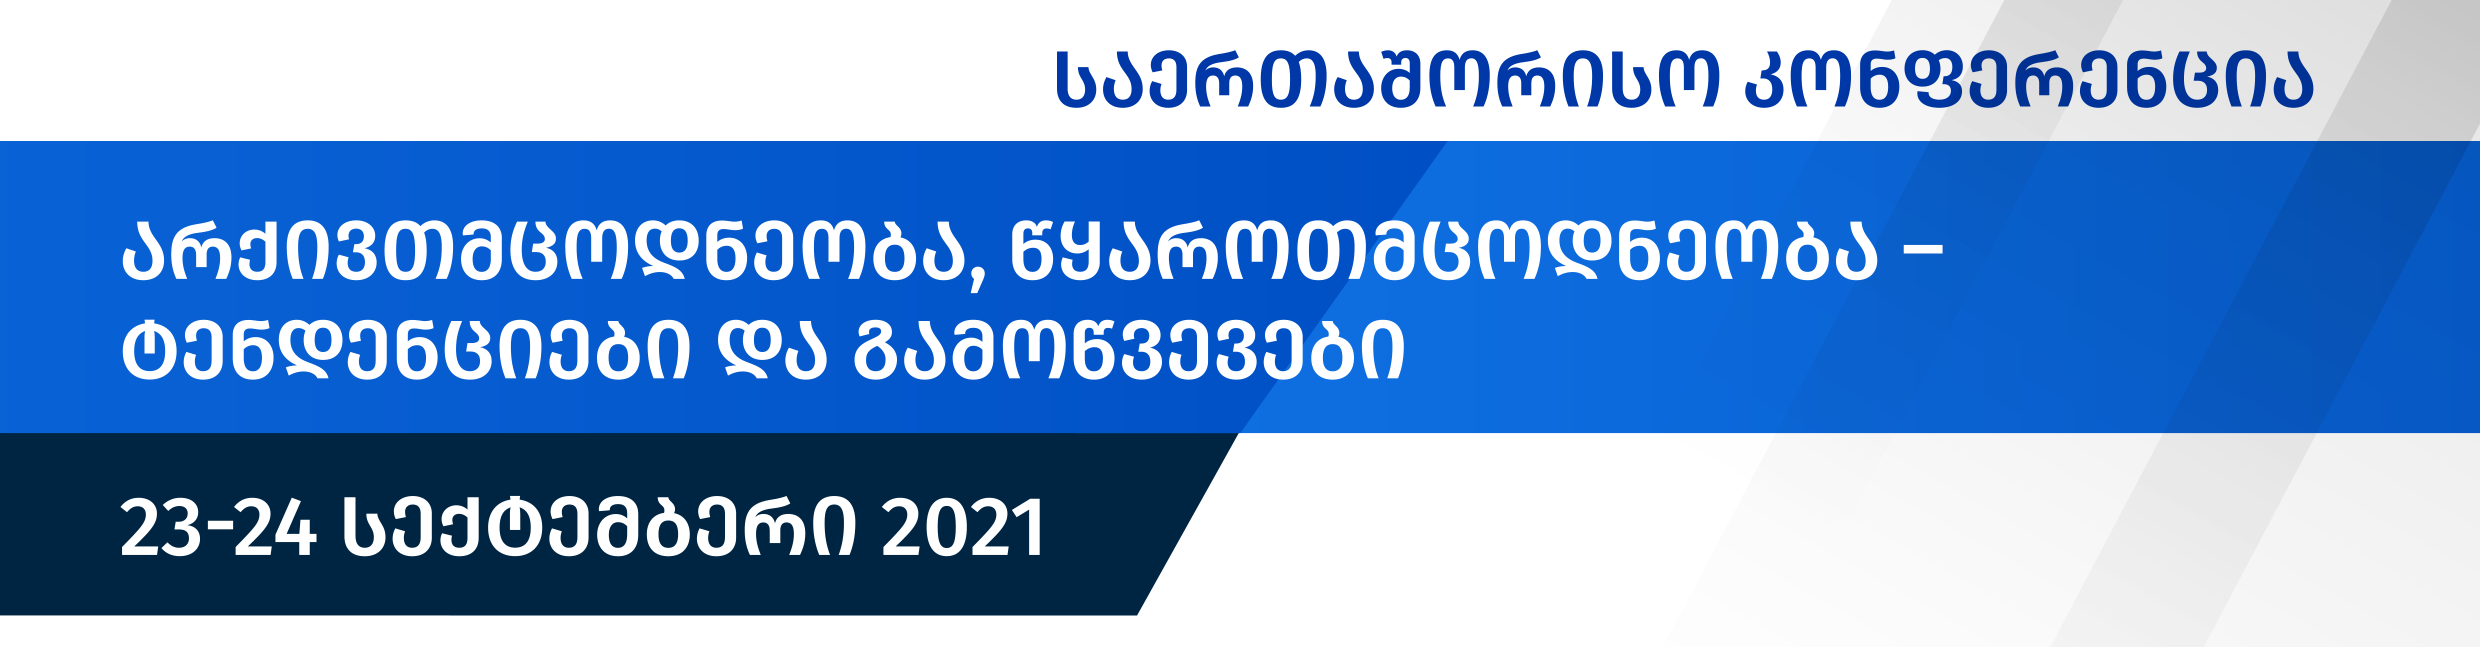 საერთაშორისო კონფერენცია
არქივთმცოდნეობა, წყაროთმცოდნეობა –
ტენდენციები და გამოწვევები
23-24 სექტემბერი 2021